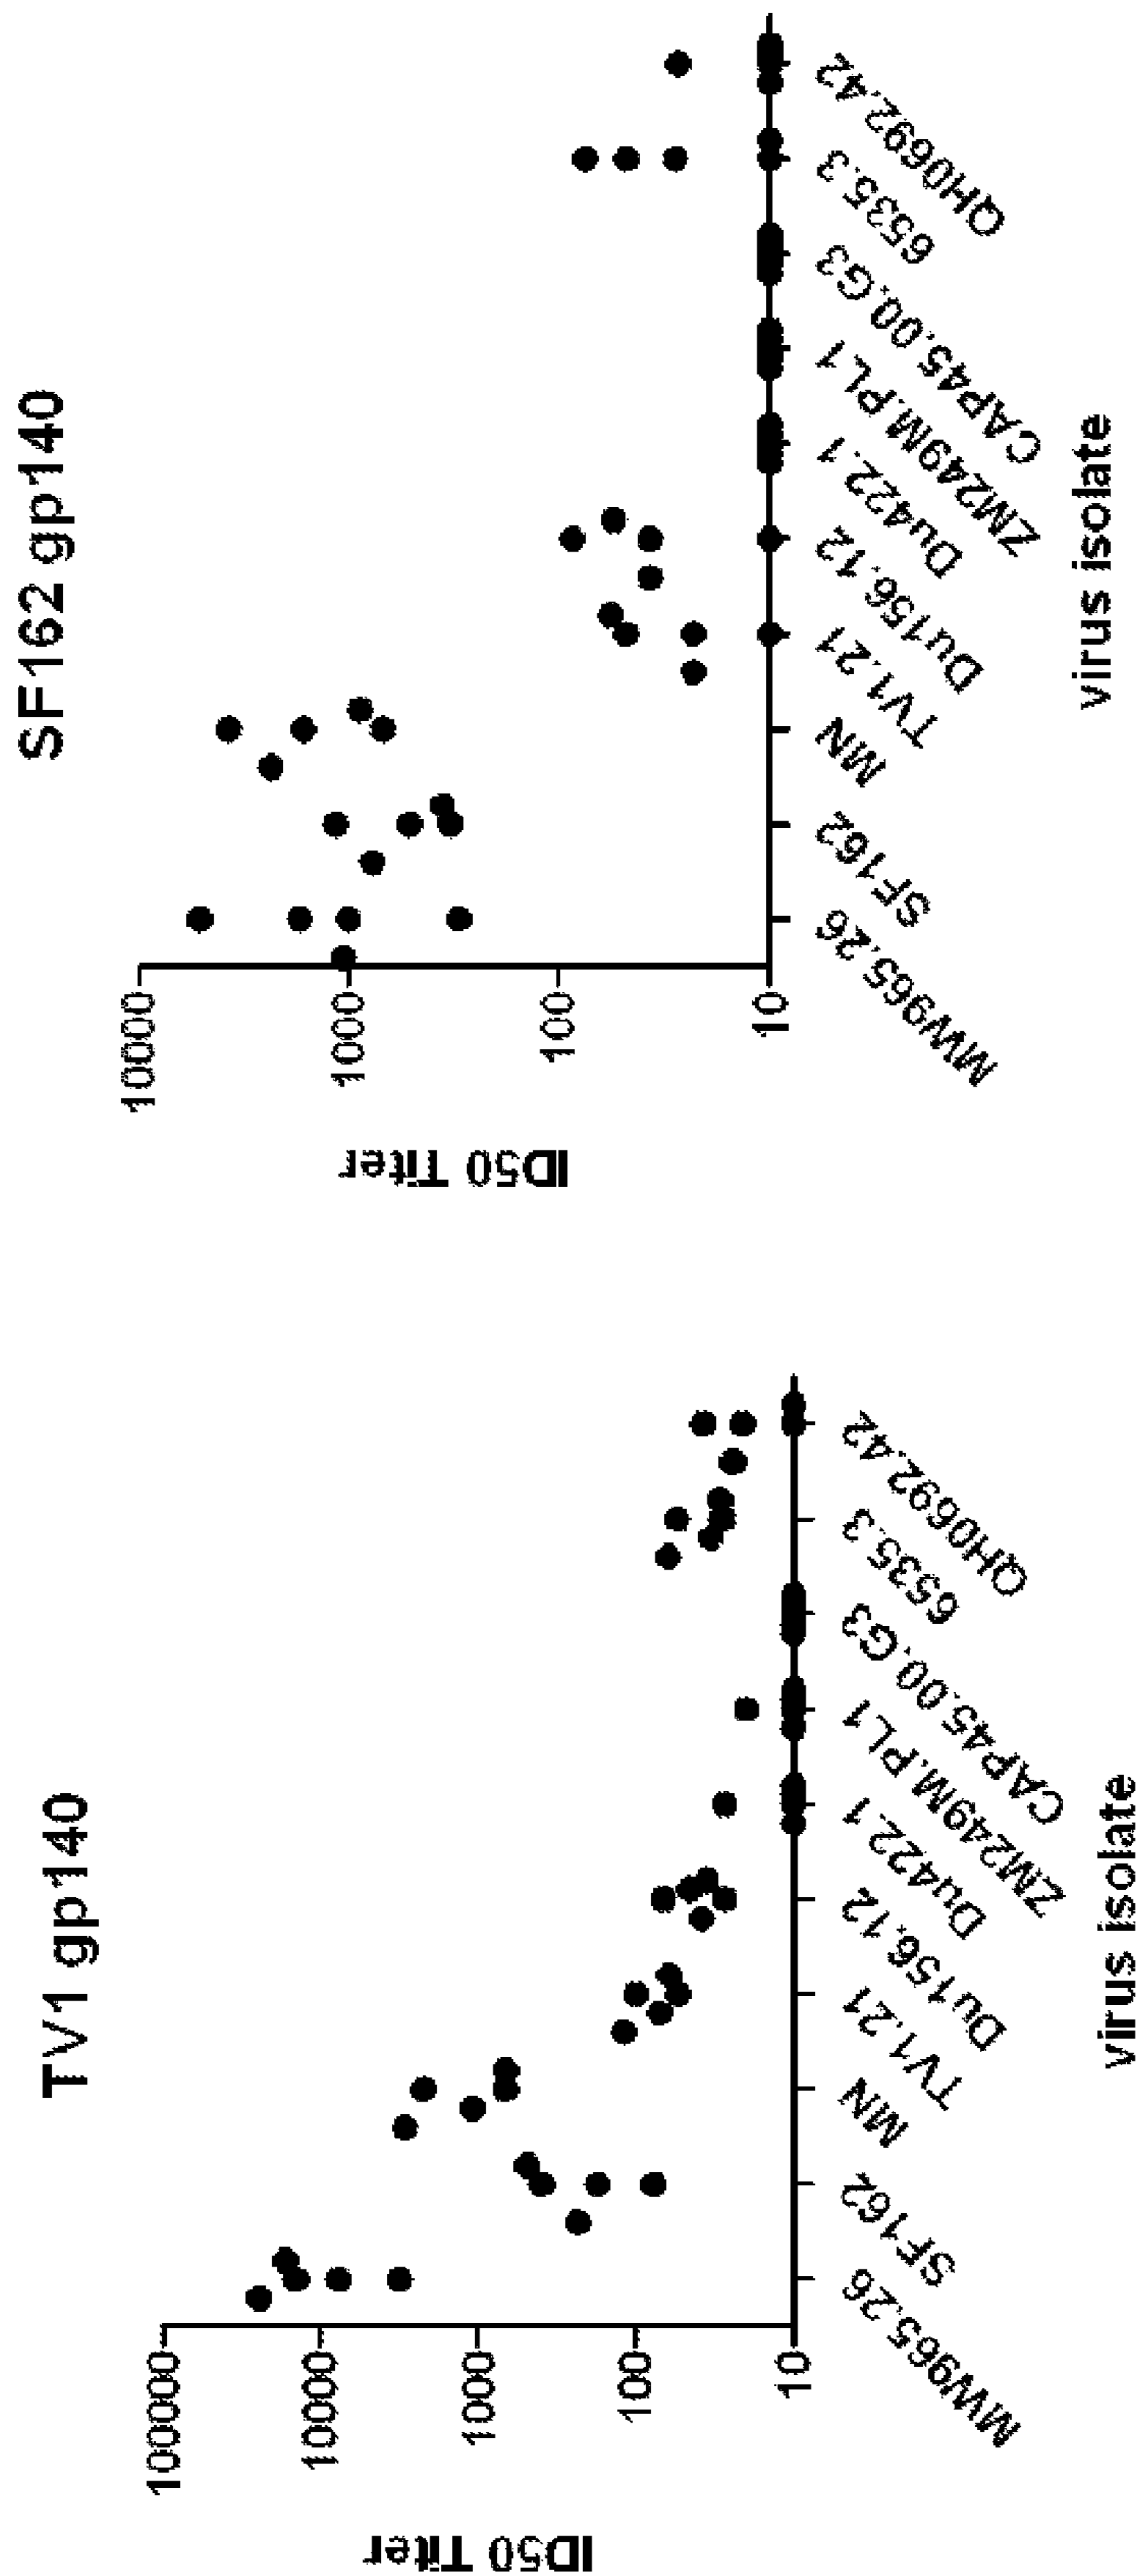 TV1 gp140
ID50 Titer
100000
10000
1000
100
10
MW965.26
SF162
MN
TV1.21
Du156.12
Du422.1
ZM249M.PL1
CAP45.00.G3
6535.3
QH0692.42
virus isolate
SF162 gp140
ID50 Titer
10000
1000
100
10
MW965.26
SF162
MN
TV1.21
Du156.12
Du422.1
ZM249M.PL1
CAP45.00.G3
6535.3
QH0692.42
virus isolate